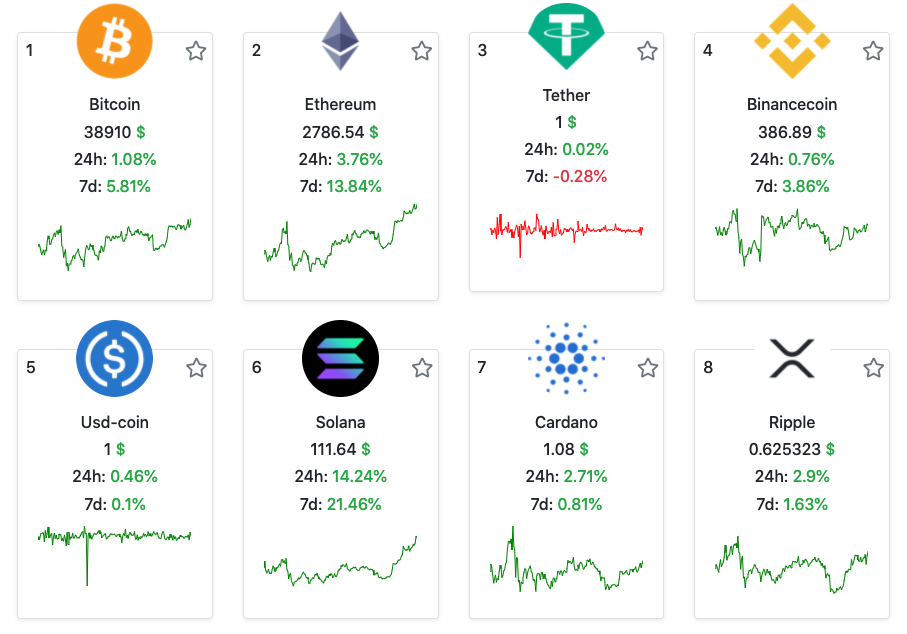 1
Bitcoin
38910 $
24h: 1.08%
7d: 5.81%
2
Ethereum
2786.54 $
24h: 3.76%
7d: 13.84%
3
Tether
1 $
24h: 0.02%
7d: -0.28%
4
Binancecoin
386.89 $
24h: 0.76%
7d: 3.86%
5
Usd-coin
1 $
24h: 0.46%
7d: 0.1%
6
Solana
111.64 $
24h: 14.24%
7d: 21.46%
7
Cardano
1.08 $
24h: 2.71%
7d: 0.81%
8
Ripple
0.625323 $
24h: 2.9%
7d: 1.63%